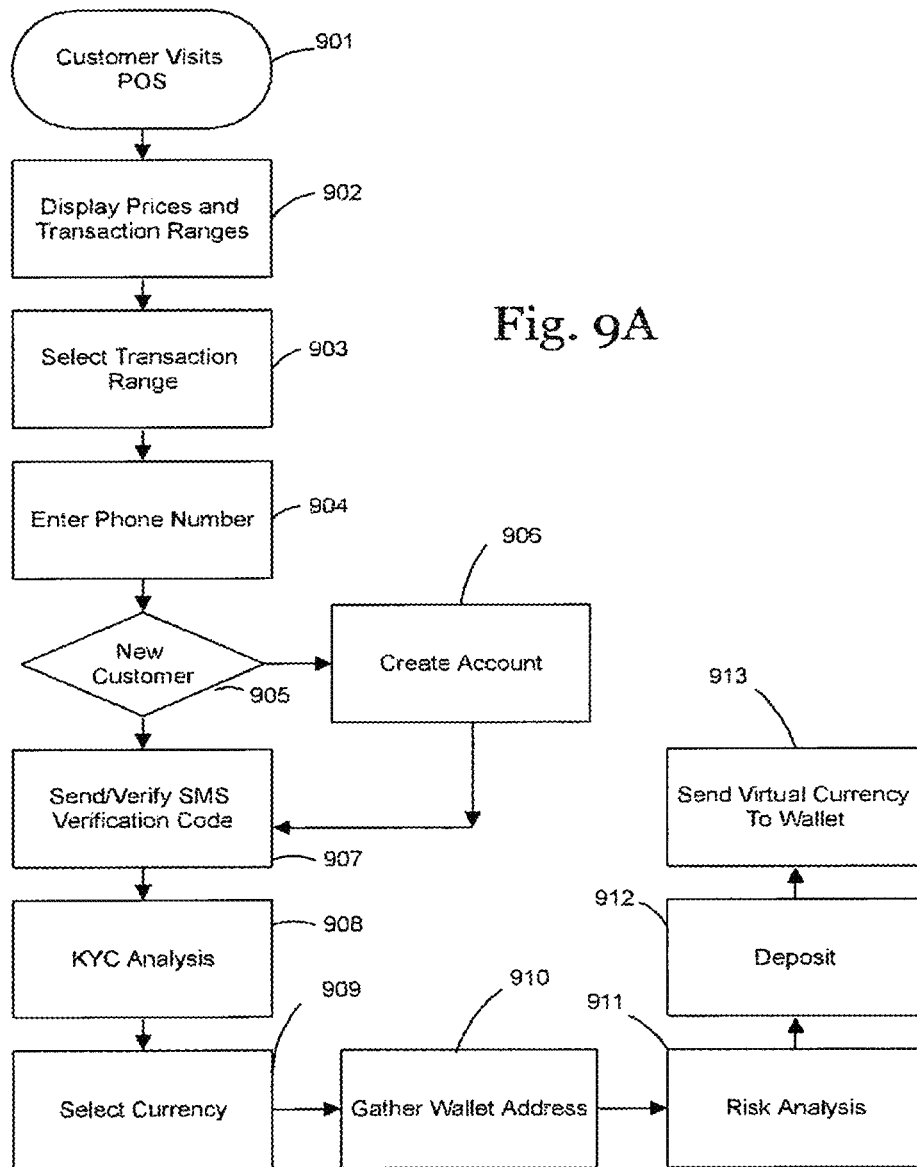 Customer Visits
POS
901
Display Prices and
Transaction Ranges
902
Fig. 9A
Select Transaction
Range
903
Enter Phone Number
904
New
Customer
905
906
Create Account
Send/Verify SMS
Verification Code
907
KYC Analysis
908
Select Currency
909
910
Gather Wallet Address
911
Risk Analysis
912
Deposit
913
Send Virtual Currency
To Wallet